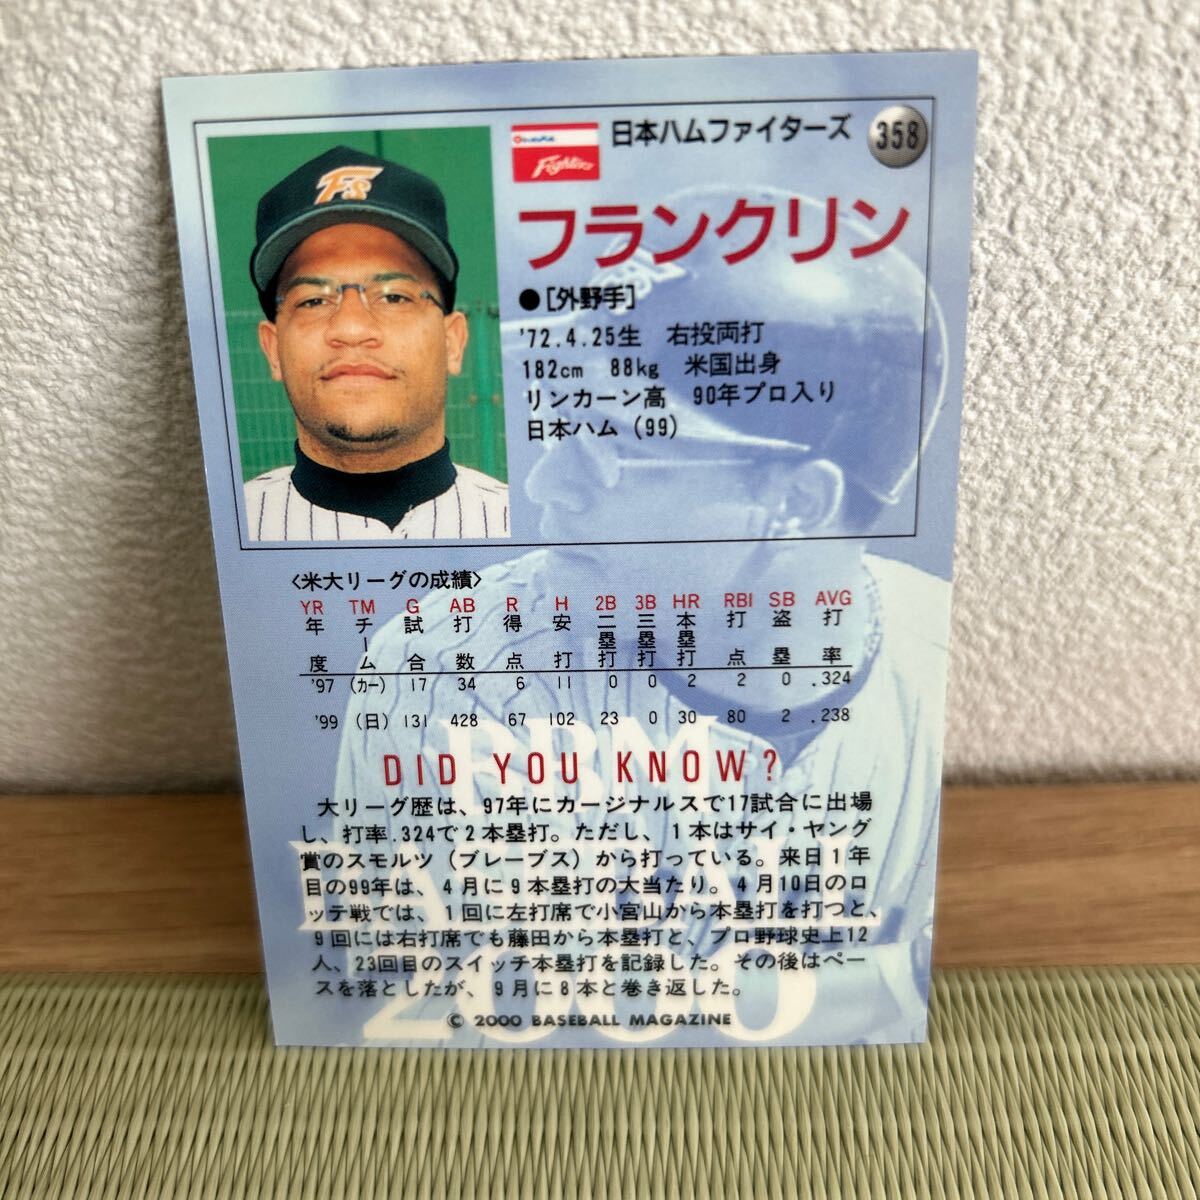 FS
Fighters
日本ハムファイターズ
358
フランクリン
●[外野手]
'72.4.25生 右投両打
182cm 88kg 米国出身
リンカーン高 90年プロ入り
日本ハム(99)
〈米大リーグの成績〉
YR TM G AB R H 2B 3B HR RBI SB AVG
年度 チーム 試合 打数 得点 安打 二塁打 三塁打 本塁打 打点 盗塁 打率
'97 (カー) 17 34 6 11 0 0 2 2 0 .324
'99 (日) 131 428 67 102 23 0 30 80 2 .238
DID YOU KNOW?
大リーグ歴は、97年にカージナルスで17試合に出場
し、打率.324で2本塁打。ただし、1本はサイ・ヤング
賞のスモルツ(ブレーブス)から打っている。来日1年
目の99年は、4月に9本塁打の大当たり。4月10日のロ
ッテ戦では、1回に左打席で小宮山から本塁打を打つと、
9回には右打席でも藤田から本塁打と、プロ野球史上12
人、23回目のスイッチ本塁打を記録した。その後はペー
スを落としたが、9月に8本と巻き返した。
BBM
BASEBALL
2000
© 2000 BASEBALL MAGAZINE